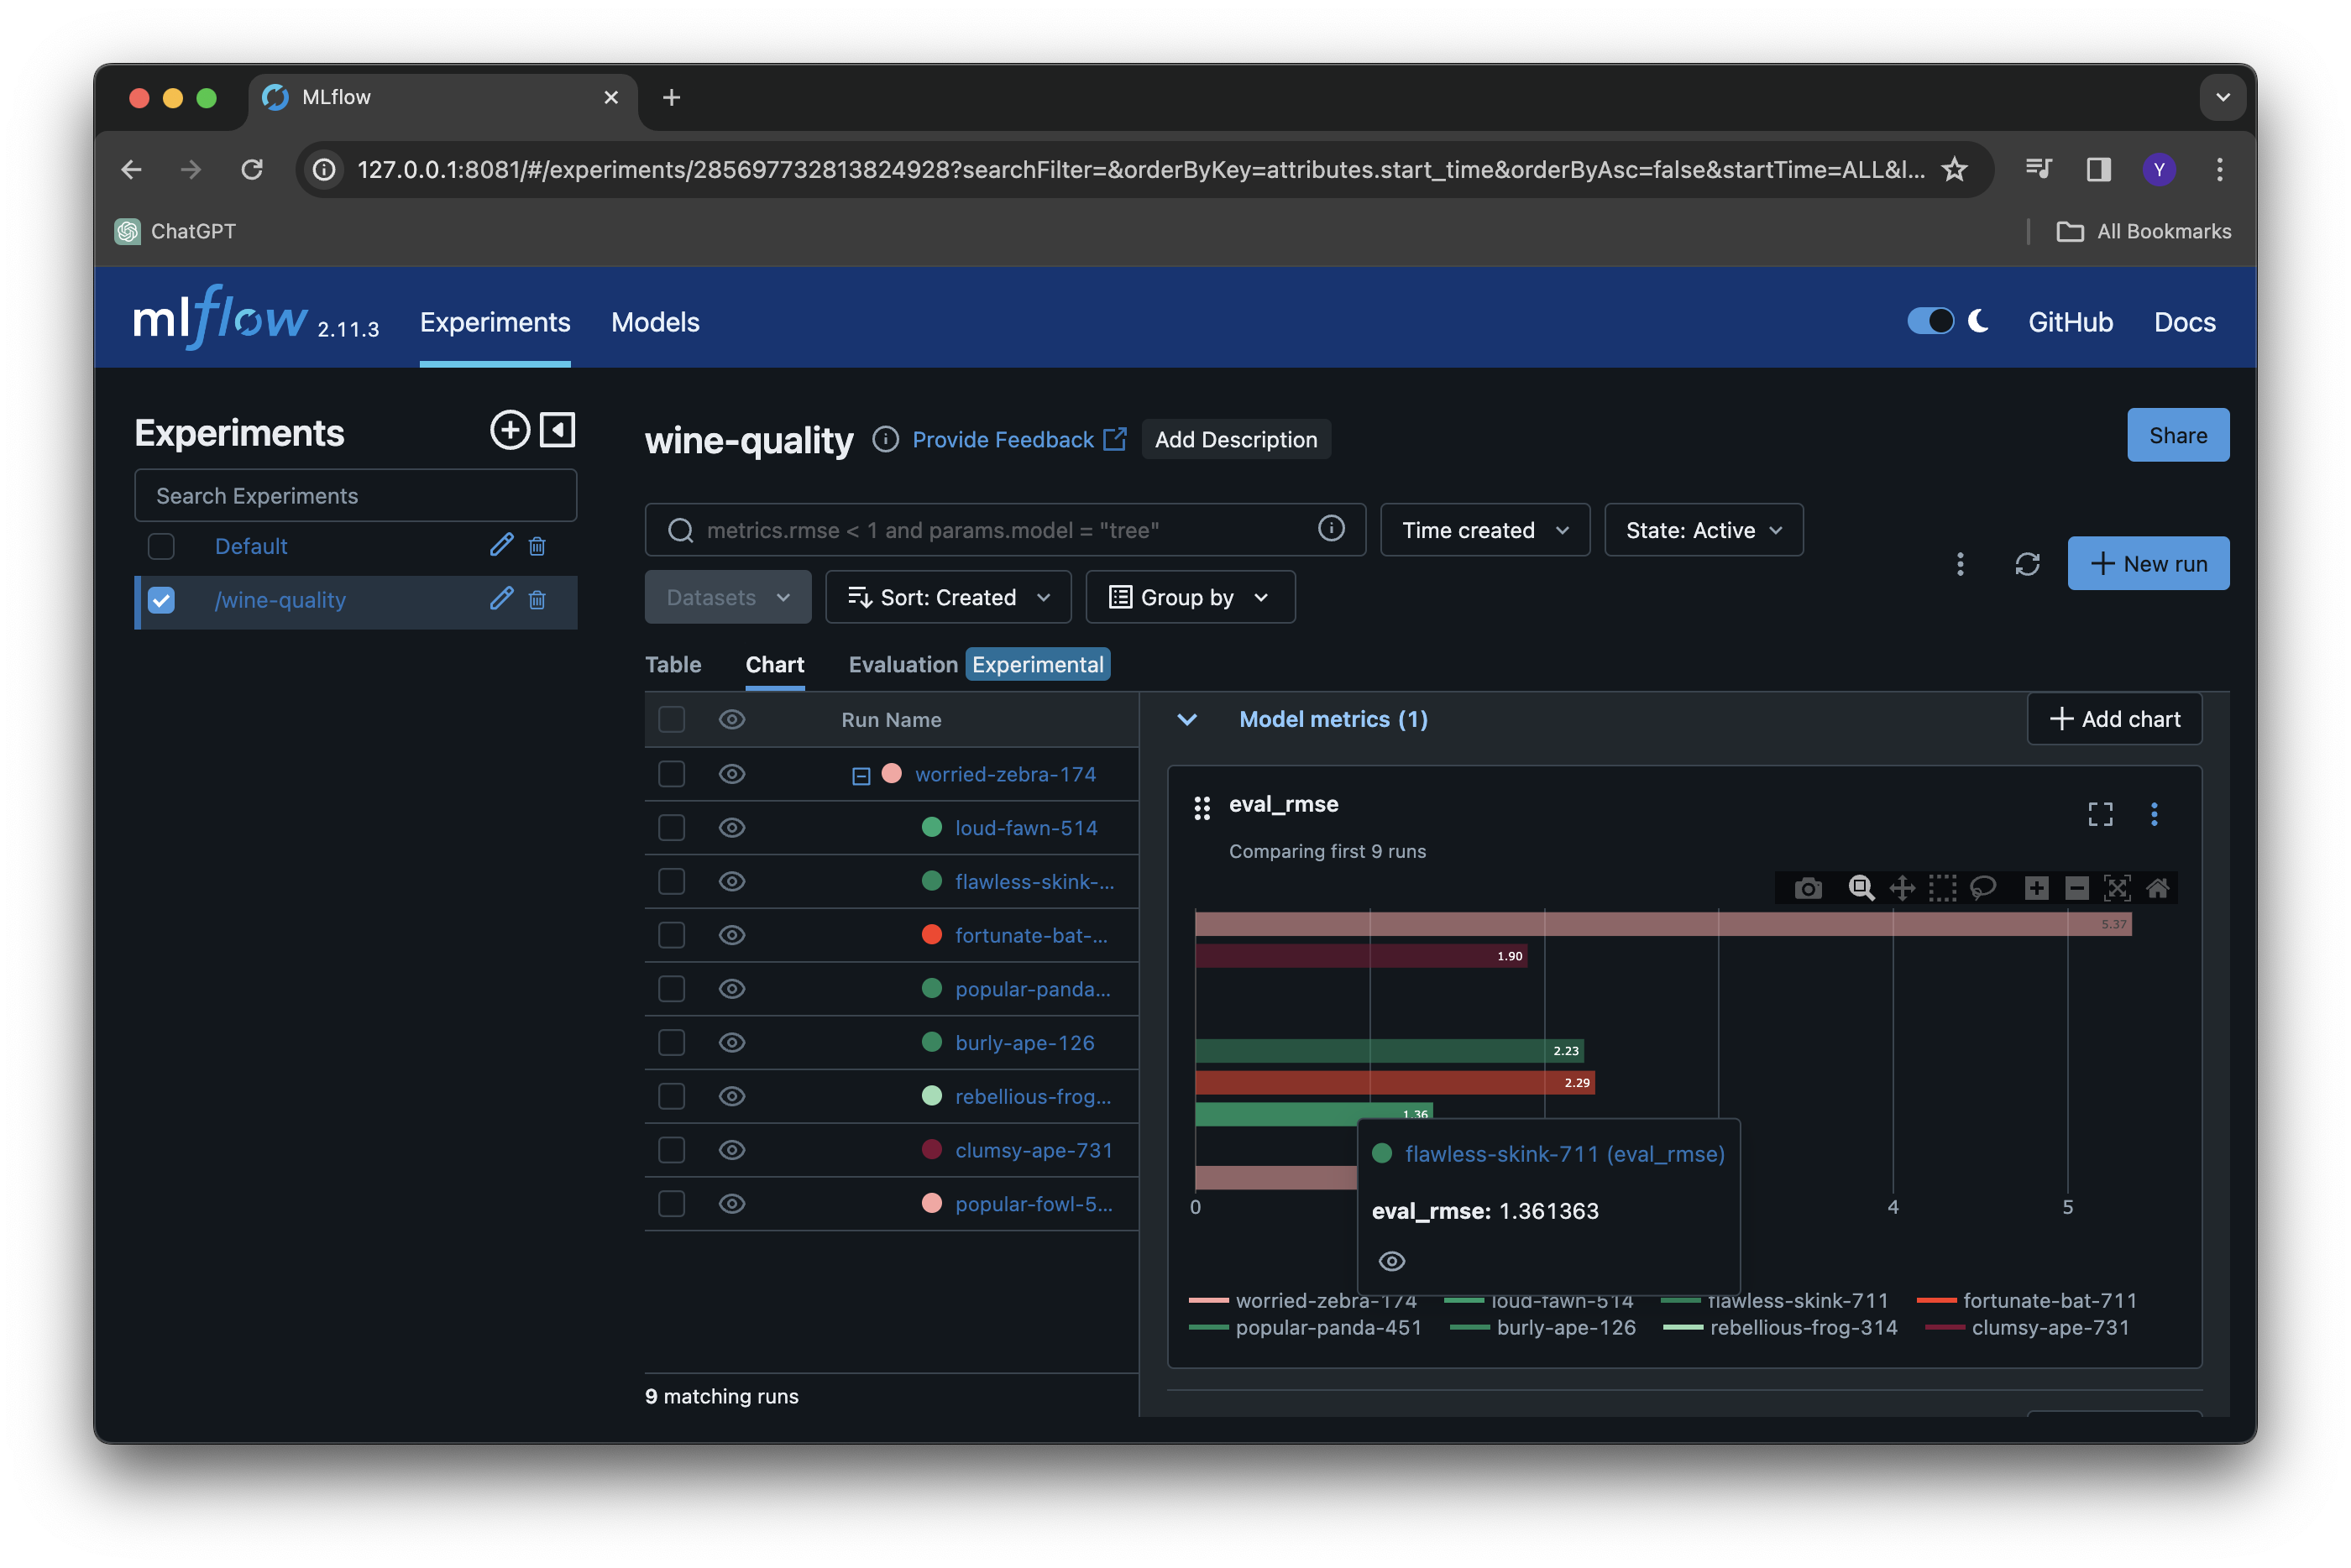 MLflow
127.0.0.1:8081/#/experiments/285697732813824928?searchFilter=&orderByKey=attributes.start_time&orderByAsc=false&startTime=ALL&l...
Y
ChatGPT
All Bookmarks
mlflow 2.11.3 Experiments Models GitHub Docs
Experiments
Search Experiments
Default
/wine-quality
wine-quality Provide Feedback Add Description Share
metrics.rmse < 1 and params.model = "tree" Time created State: Active
New run
Datasets Sort: Created Group by
Table Chart Evaluation Experimental
Run Name
worried-zebra-174
loud-fawn-514
flawless-skink-...
fortunate-bat-...
popular-panda...
burly-ape-126
rebellious-frog...
clumsy-ape-731
popular-fowl-5...
9 matching runs
Model metrics (1) Add chart
eval_rmse
Comparing first 9 runs
5.37
1.90
2.23
2.29
1.36
flawless-skink-711 (eval_rmse)
eval_rmse: 1.361363
0 4 5
worried-zebra-174 loud-fawn-514 flawless-skink-711 fortunate-bat-711
popular-panda-451 burly-ape-126 rebellious-frog-314 clumsy-ape-731